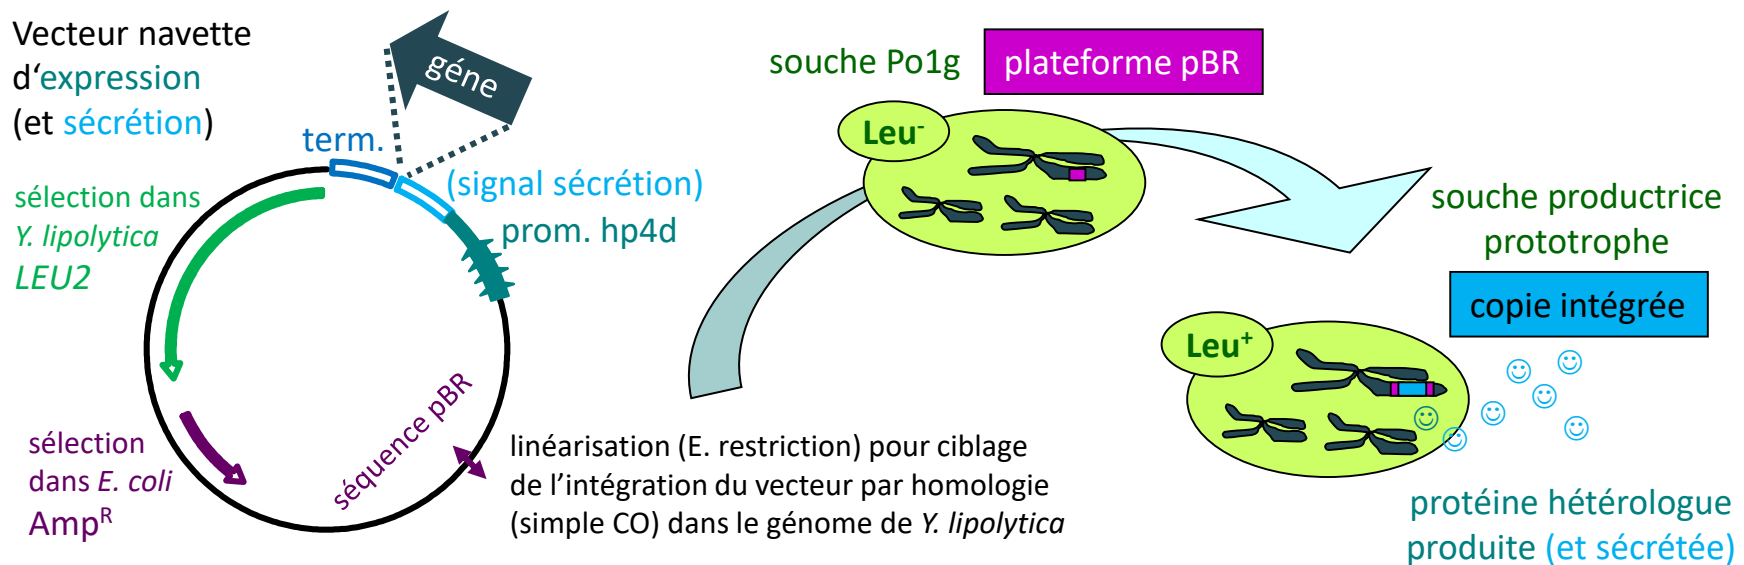 Vecteur navette
d‘expression
(et sécrétion)
géne
term.
(signal sécrétion)
prom. hp4d
sélection dans
Y. lipolytica
LEU2
sélection
dans E. coli
Amp^R
séquence pBR
linéarisation (E. restriction) pour ciblage
de l’intégration du vecteur par homologie
(simple CO) dans le génome de Y. lipolytica
souche Po1g
plateforme pBR
Leu-
souche productrice
prototrophe
copie intégrée
Leu+
protéine hétérologue
produite (et sécrétée)